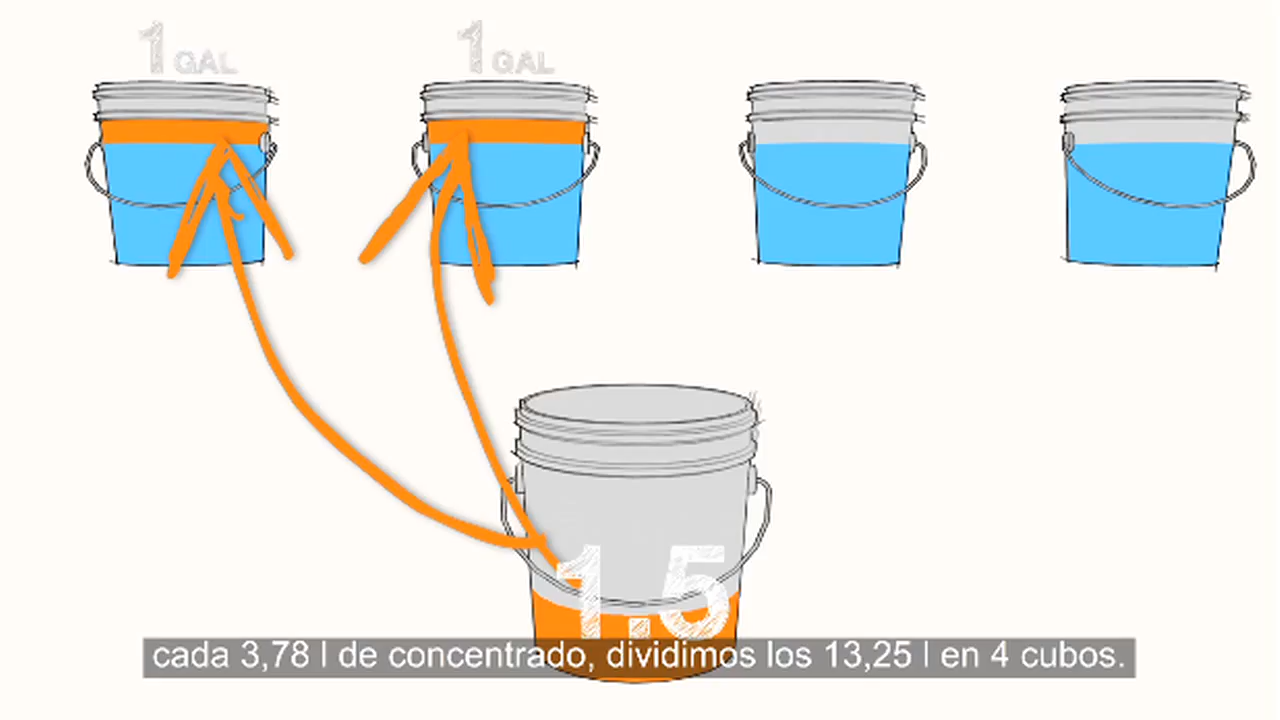 1 GAL 1 GAL
1.5
cada 3,78 l de concentrado, dividimos los 13,25 l en 4 cubos.